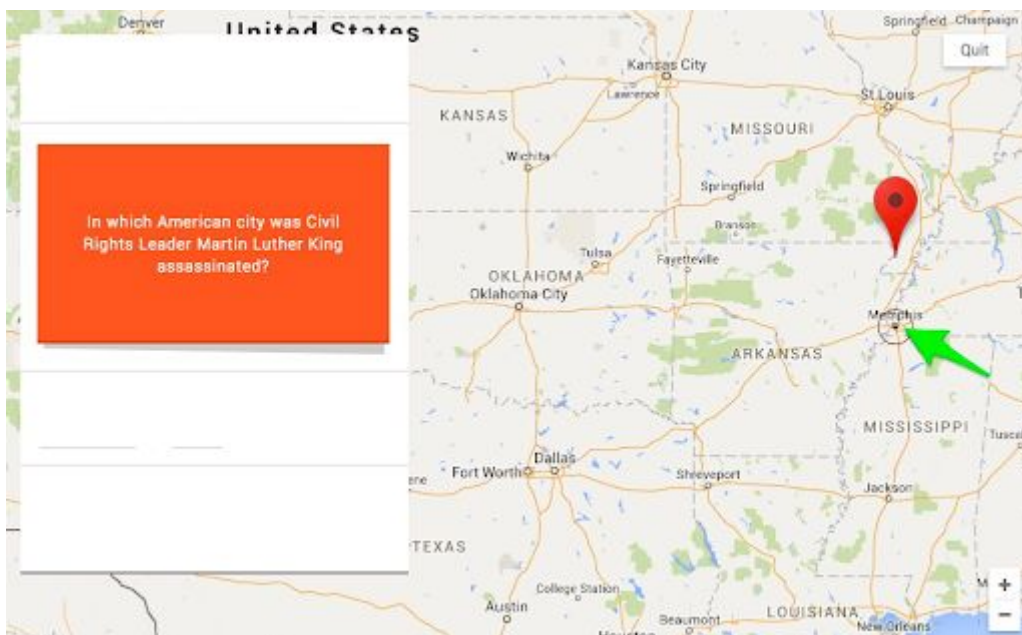 Denver
United States
Springfield Champaign
Quit
Kansas City
Lawrence
St. Louis
KANSAS
MISSOURI
Wichita
Springfield
In which American city was Civil
Rights Leader Martin Luther King
assassinated?
Branson
Tulsa
Fayetteville
OKLAHOMA
Oklahoma City
Memphis
ARKANSAS
MISSISSIPPI
Dallas
Fort Worth
Shreveport
Jackson
TEXAS
College Station
Austin
Beaumont
LOUISIANA
New Orleans
+
−